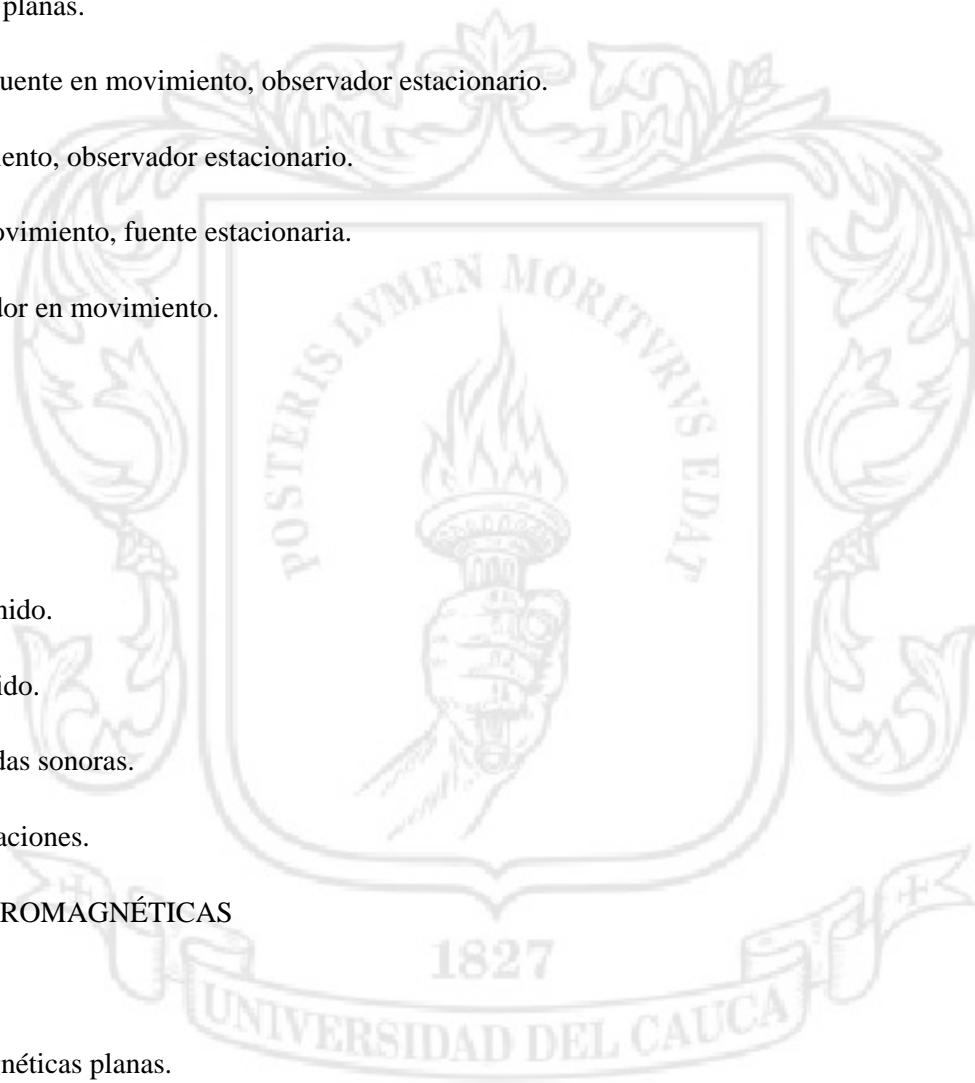 planas.
uente en movimiento, observador estacionario.
iento, observador estacionario.
ovimiento, fuente estacionaria.
dor en movimiento.
POSTERIS LVMEN MORITVRVS EDAT
nido.
ido.
das sonoras.
aciones.
ROMAGNÉTICAS
1827
UNIVERSIDAD DEL CAUCA
néticas planas.